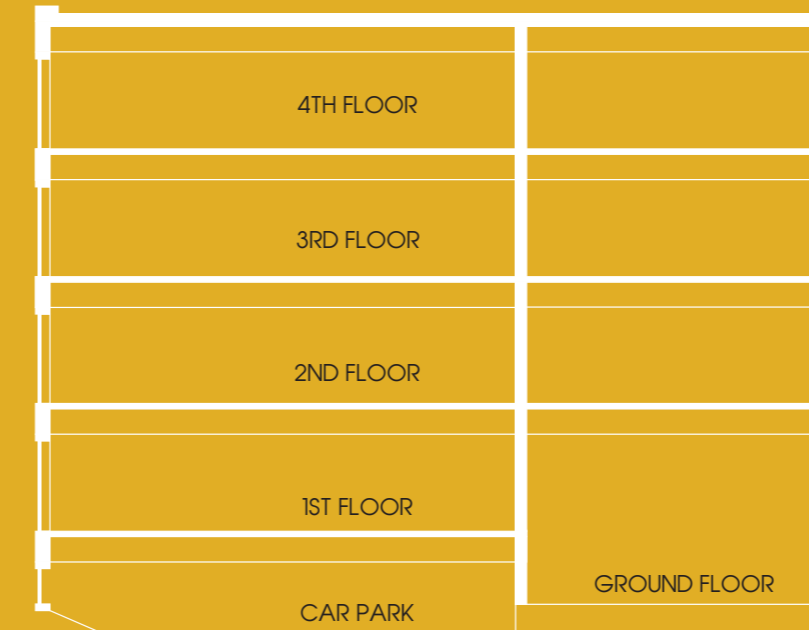 4TH FLOOR
3RD FLOOR
2ND FLOOR
1ST FLOOR
GROUND FLOOR
CAR PARK